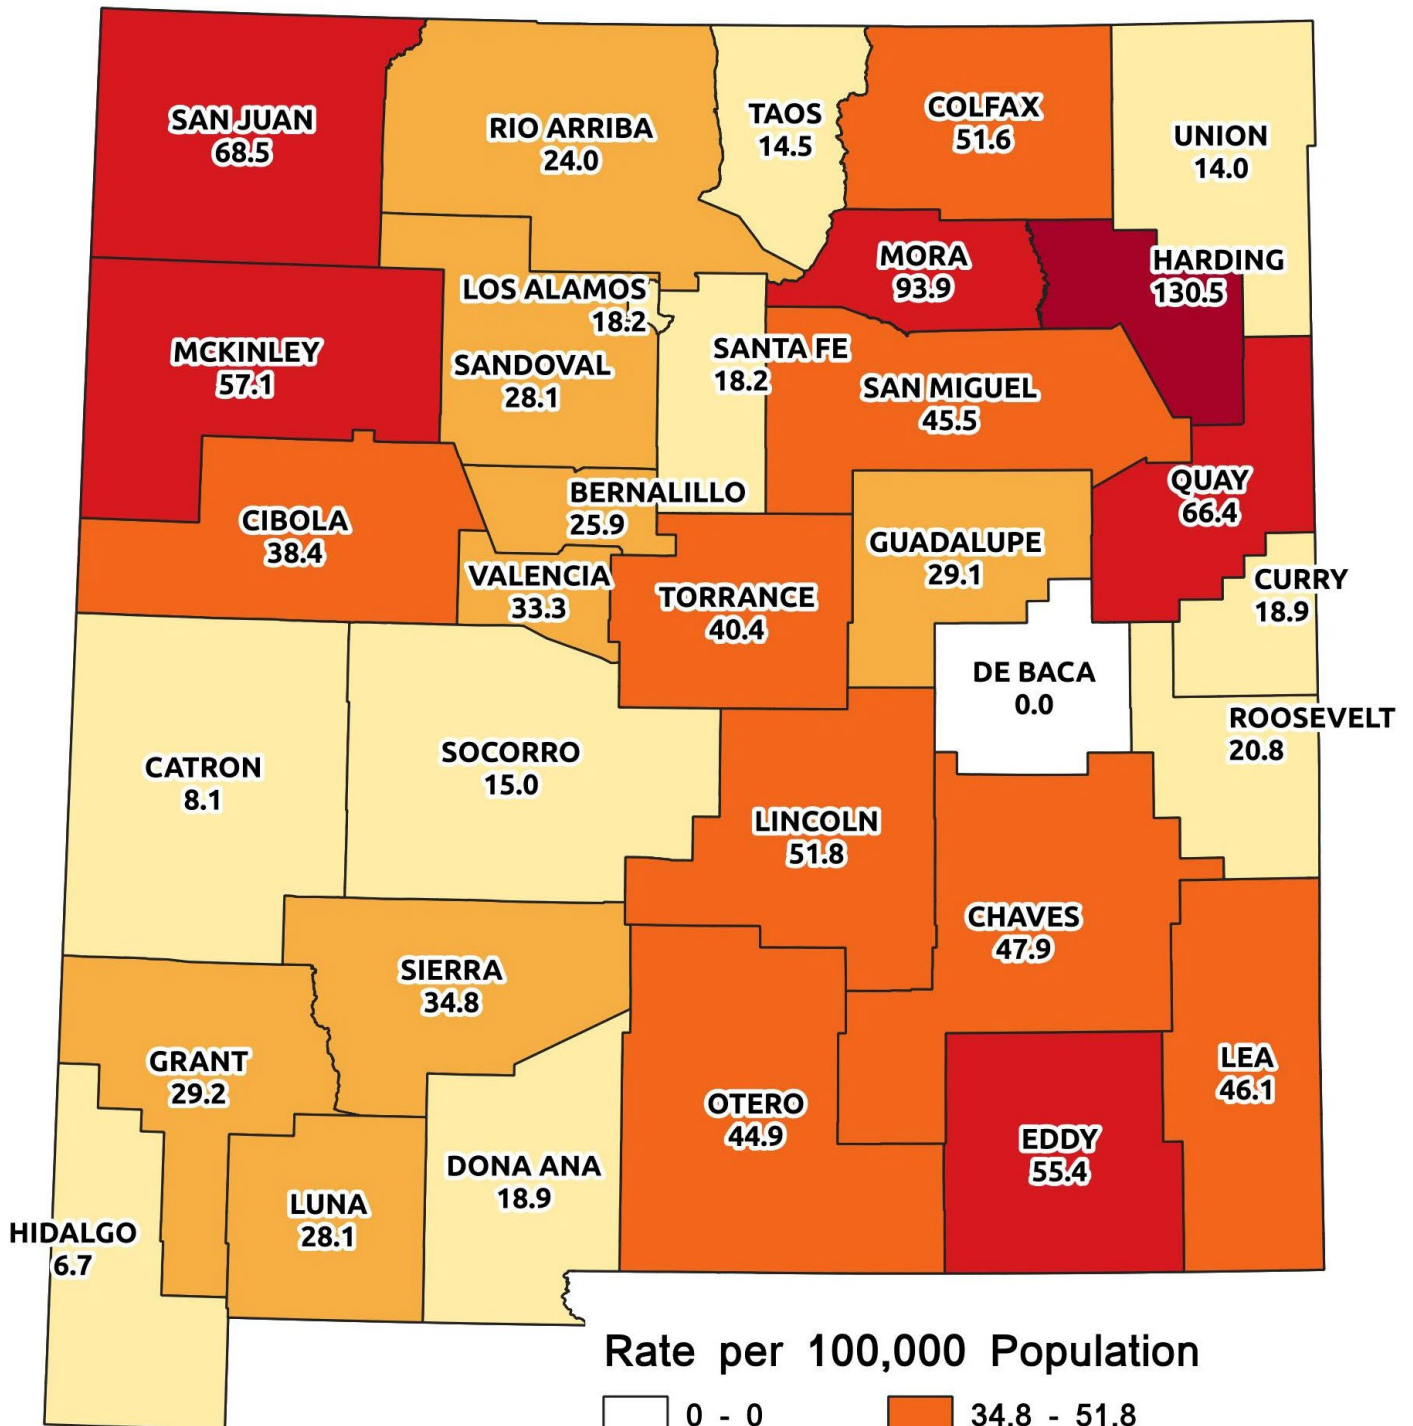 SAN JUAN
68.5
RIO ARRIBA
24.0
TAOS
14.5
COLFAX
51.6
UNION
14.0
MORA
93.9
HARDING
130.5
LOS ALAMOS
18.2
MCKINLEY
57.1
SANDOVAL
28.1
SANTA FE
18.2
SAN MIGUEL
45.5
QUAY
66.4
CIBOLA
38.4
BERNALILLO
25.9
GUADALUPE
29.1
VALENCIA
33.3
TORRANCE
40.4
CURRY
18.9
DE BACA
0.0
ROOSEVELT
20.8
CATRON
8.1
SOCORRO
15.0
LINCOLN
51.8
CHAVES
47.9
SIERRA
34.8
GRANT
29.2
OTERO
44.9
LEA
46.1
EDDY
55.4
DONA ANA
18.9
LUNA
28.1
HIDALGO
6.7
Rate per 100,000 Population
0 - 0
34.8 - 51.8